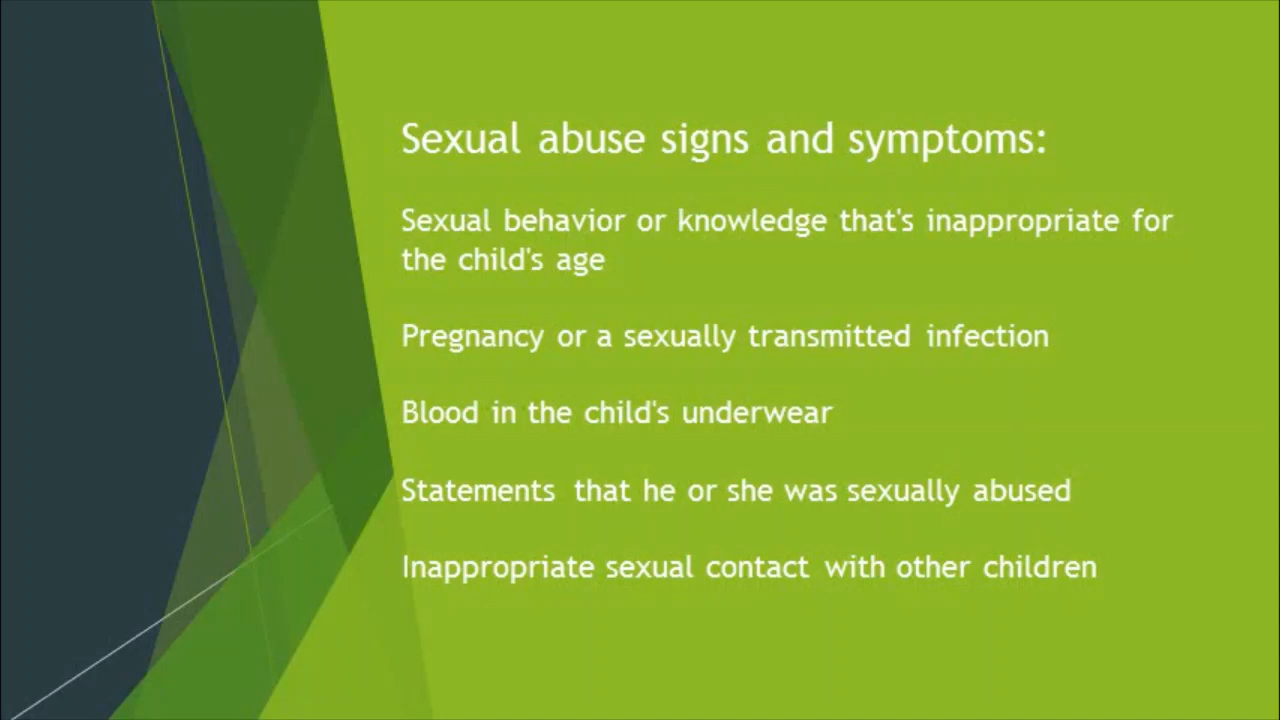 Sexual abuse signs and symptoms:
Sexual behavior or knowledge that's inappropriate for
the child's age
Pregnancy or a sexually transmitted infection
Blood in the child's underwear
Statements that he or she was sexually abused
Inappropriate sexual contact with other children